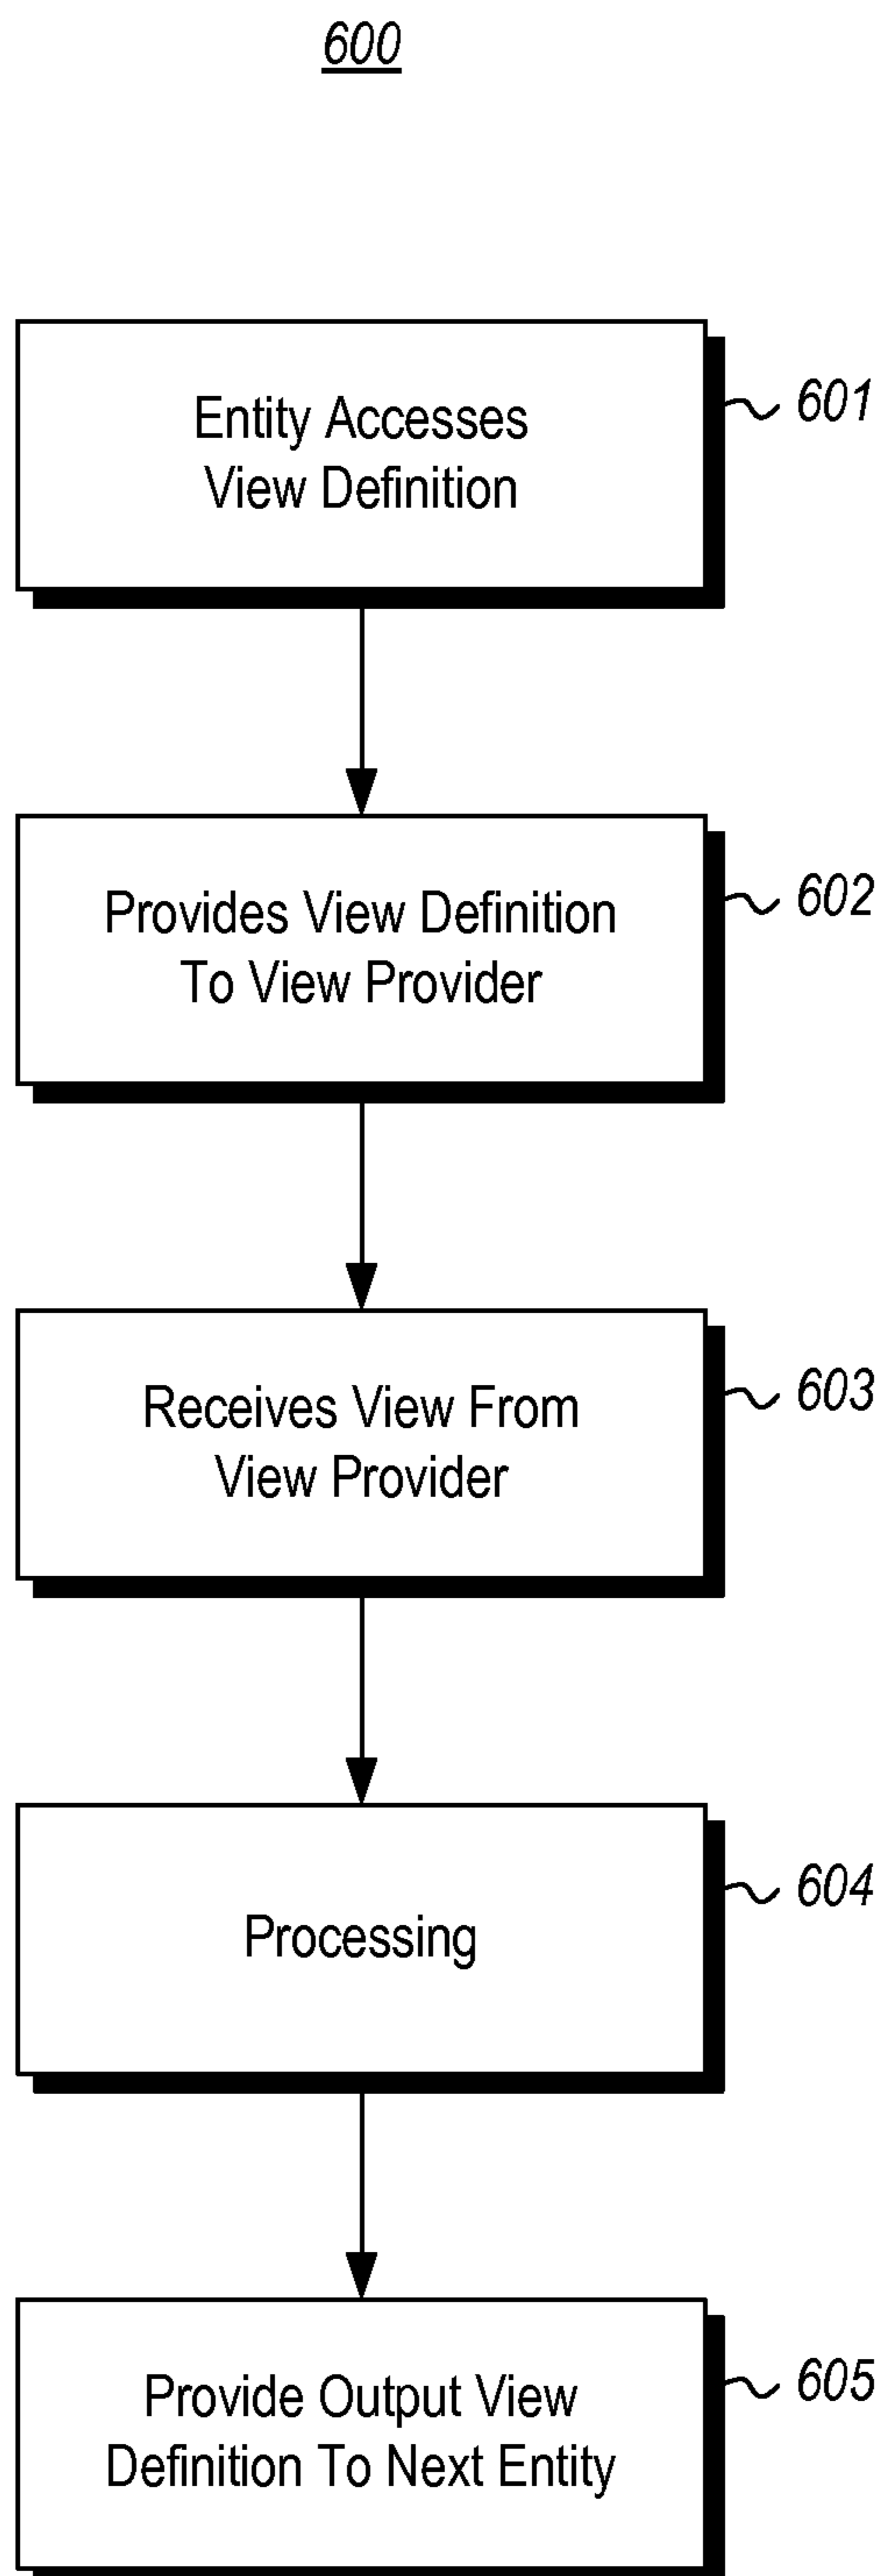 600
Entity Accesses
View Definition
601
Provides View Definition
To View Provider
602
Receives View From
View Provider
603
Processing
604
Provide Output View
Definition To Next Entity
605